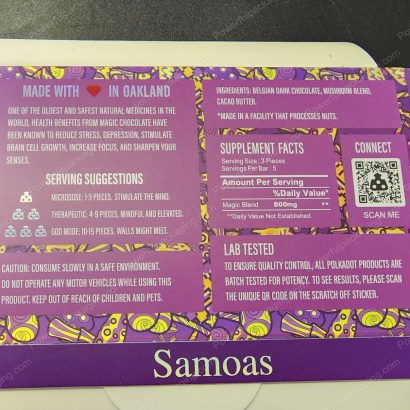 MADE WITH ❤ IN OAKLAND
ONE OF THE OLDEST AND SAFEST NATURAL MEDICINES IN THE
WORLD, HEALTH BENEFITS FROM MAGIC CHOCOLATE HAVE
BEEN KNOWN TO REDUCE STRESS, DEPRESSION, STIMULATE
BRAIN CELL GROWTH, INCREASE FOCUS, AND SHARPEN YOUR
SENSES.
SERVING SUGGESTIONS
MICRODOSE: 1-3 PIECES. STIMULATE THE MIND.
THERAPEUTIC: 4-9 PIECES. MINDFUL AND ELEVATED.
GOD MODE: 10-15 PIECES. WALLS MIGHT MELT.
CAUTION: CONSUME SLOWLY IN A SAFE ENVIRONMENT.
DO NOT OPERATE ANY MOTOR VEHICLES WHILE USING THIS
PRODUCT. KEEP OUT OF REACH OF CHILDREN AND PETS.
INGREDIENTS: BELGIAN DARK CHOCOLATE, MUSHROOM BLEND,
CACAO BUTTER.
*MADE IN A FACILITY THAT PROCESSES NUTS.
SUPPLEMENT FACTS
Serving Size : 3 Pieces
Servings Per Bar : 5
Amount Per Serving
%Daily Value*
Magic Blend 800mg **
**Daily Value Not Established.
CONNECT
SCAN ME
LAB TESTED
TO ENSURE QUALITY CONTROL, ALL POLKADOT PRODUCTS ARE
BATCH TESTED FOR POTENCY. TO SEE RESULTS, PLEASE SCAN
THE UNIQUE QR CODE ON THE SCRATCH OFF STICKER.
Samoas